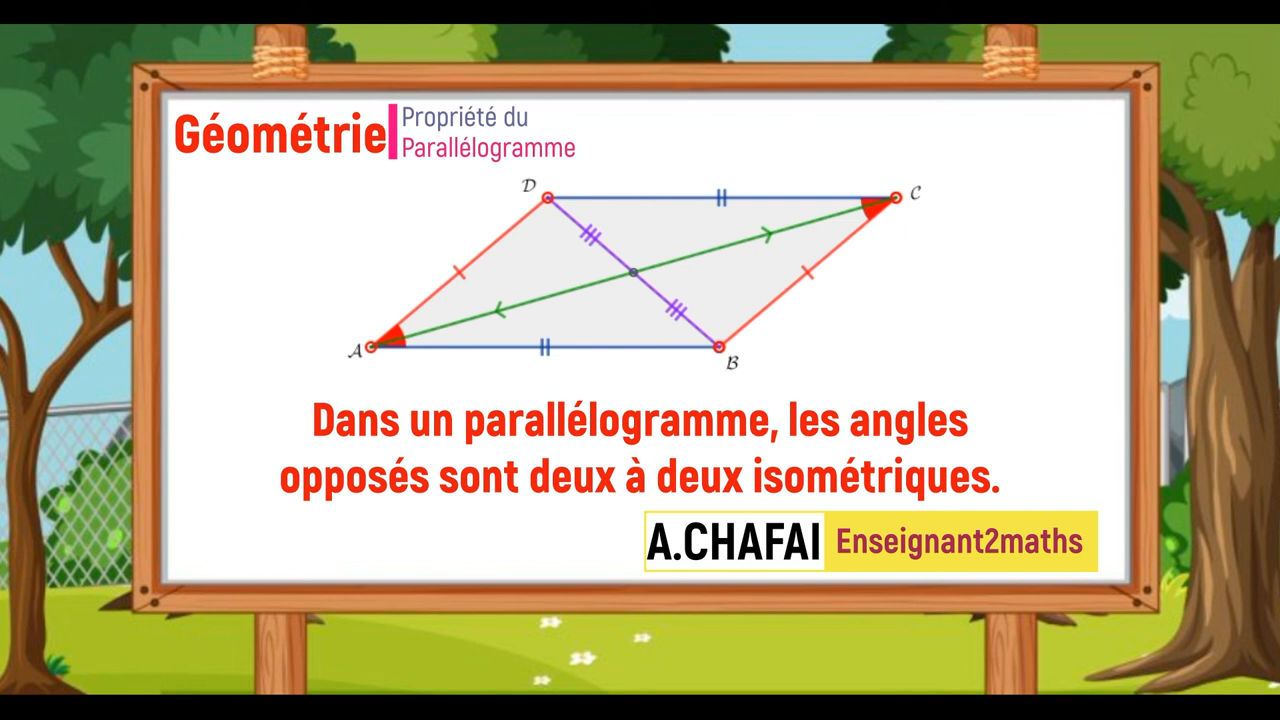 Géométrie
Propriété du
Parallélogramme
D
C
A
B
Dans un parallélogramme, les angles
opposés sont deux à deux isométriques.
A.CHAFAI Enseignant2maths